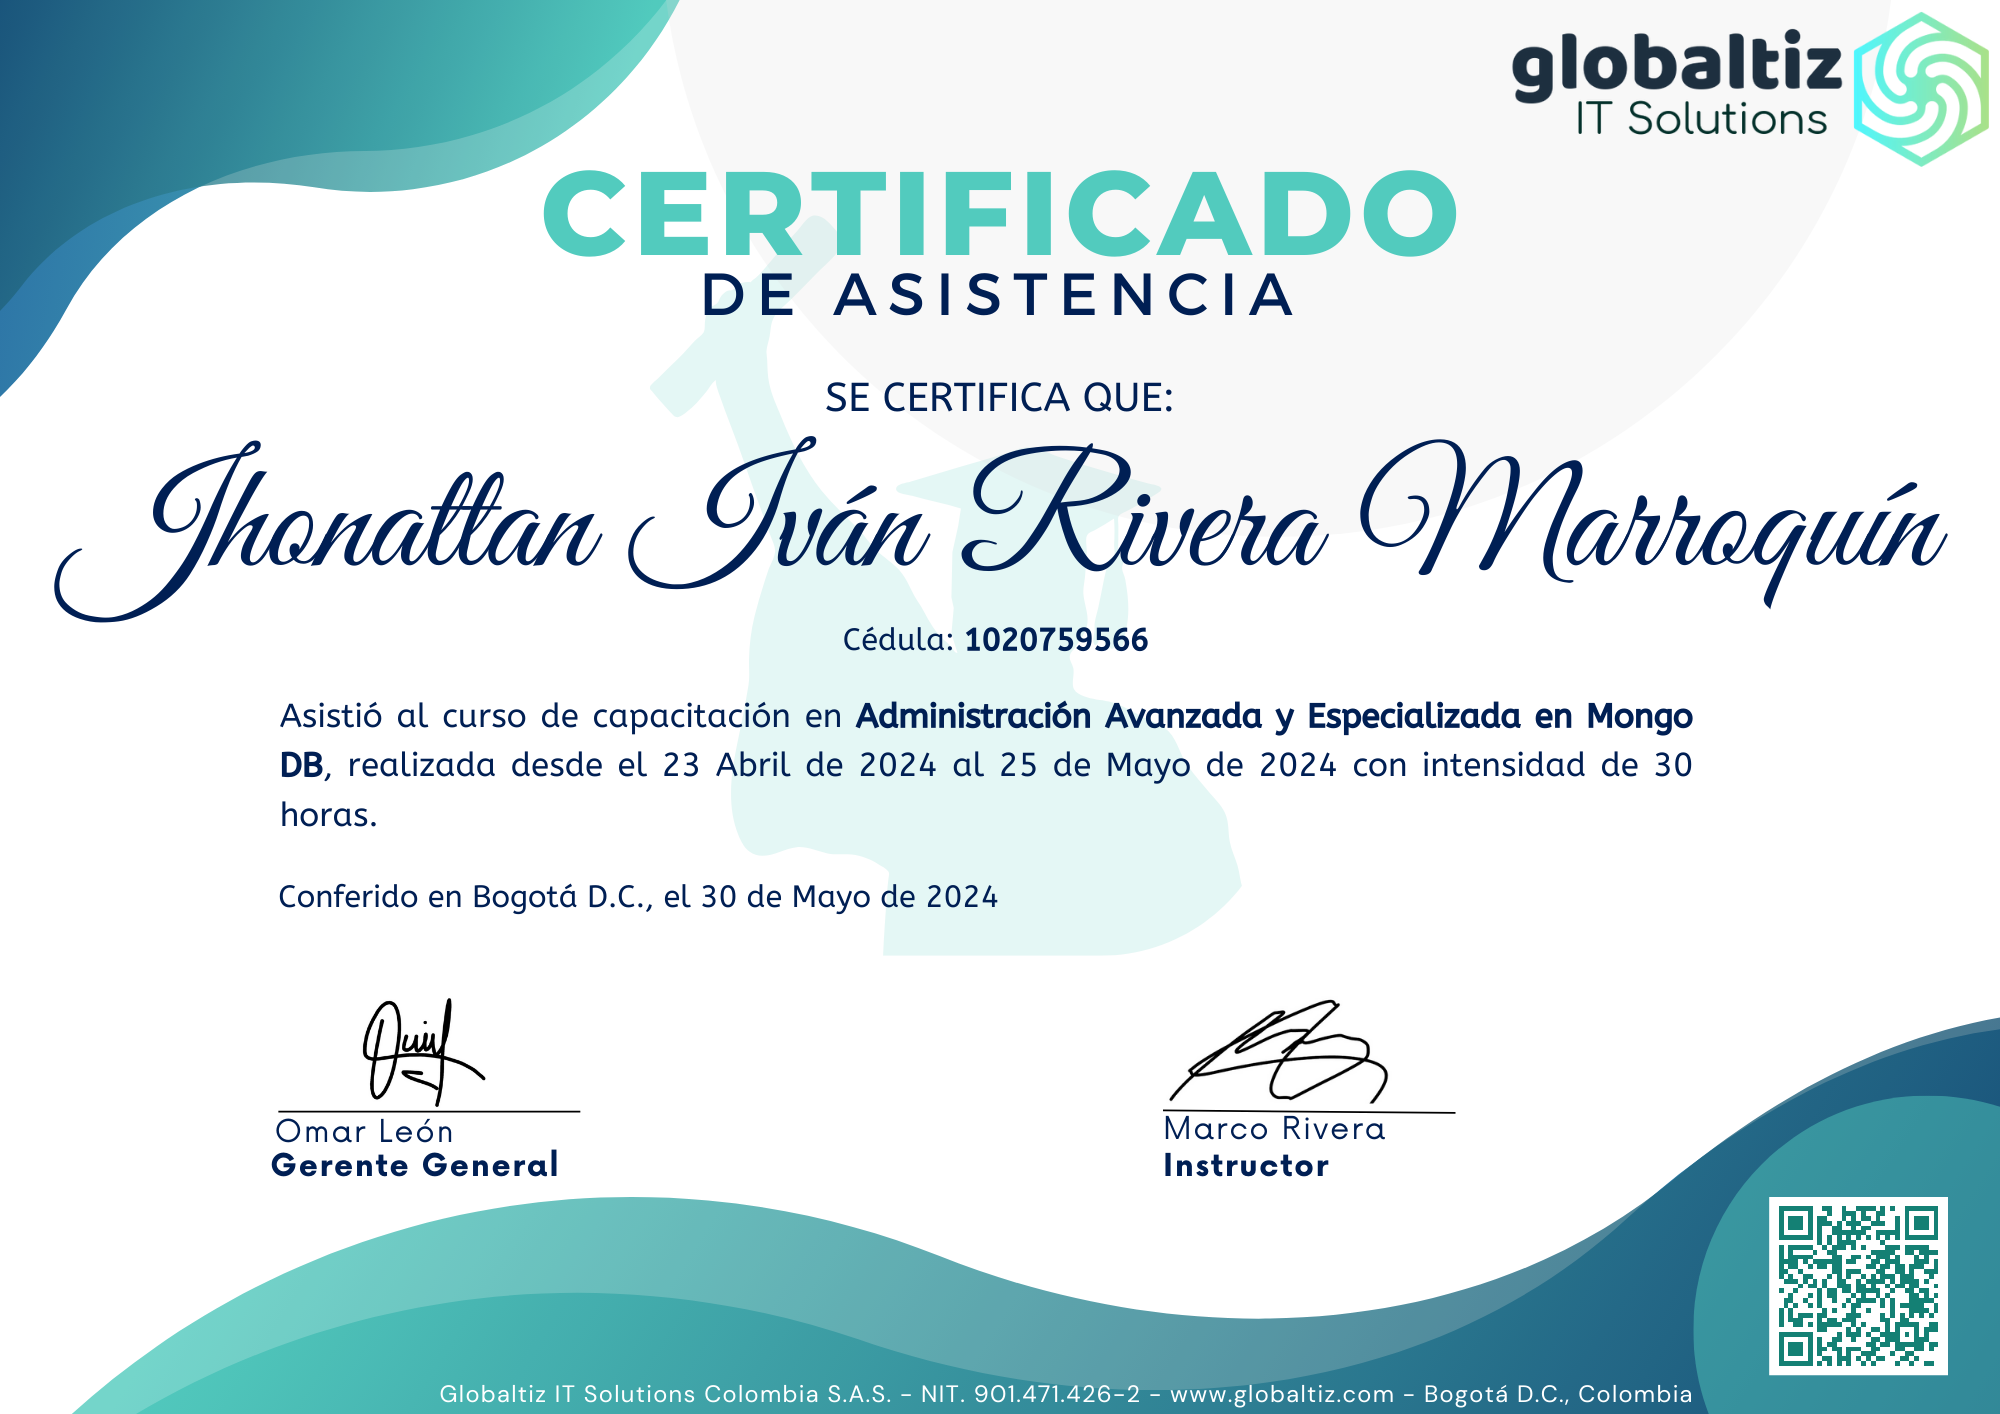 globaltiz
IT Solutions
CERTIFICADO
DE ASISTENCIA
SE CERTIFICA QUE:
Jhonattan Iván Rivera Marroquín
Cédula: 1020759566
Asistió al curso de capacitación en Administración Avanzada y Especializada en Mongo
DB, realizada desde el 23 Abril de 2024 al 25 de Mayo de 2024 con intensidad de 30
horas.
Conferido en Bogotá D.C., el 30 de Mayo de 2024
Omar León
Gerente General
Marco Rivera
Instructor
Globaltiz IT Solutions Colombia S.A.S. - NIT. 901.471.426-2 - www.globaltiz.com - Bogotá D.C., Colombia